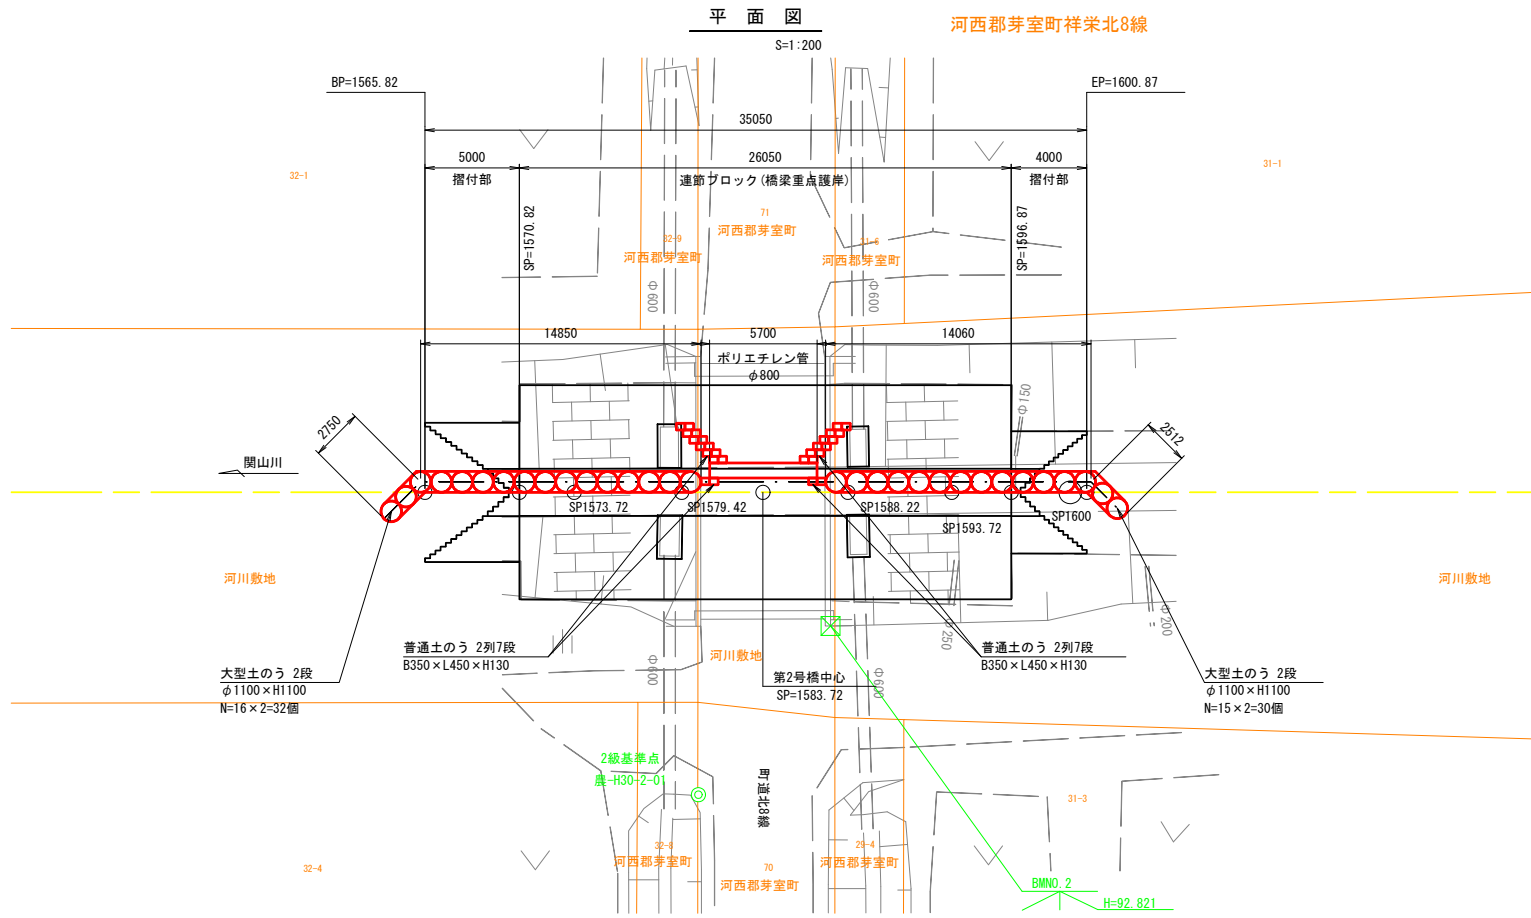 平 面 図
河西郡芽室町祥栄北8線
S=1:200
BP=1565.82
EP=1600.87
35050
5000
26050
4000
摺付部
連節ブロック(橋梁重点護岸)
摺付部
32-1
31-1
SP=1570.82
SP=1596.87
71
河西郡芽室町
32-9
河西郡芽室町
31-6
河西郡芽室町
Φ600
Φ600
14850
5700
14060
ポリエチレン管
φ800
Φ150
2750
2512
関山川
SP1573.72
SP1579.42
SP1588.22
SP1593.72
SP1600
河川敷地
河川敷地
Φ250
Φ200
普通土のう 2列7段
B350×L450×H130
普通土のう 2列7段
B350×L450×H130
河川敷地
Φ600
Φ600
大型土のう 2段
φ1100×H1100
N=16×2=32個
第2号橋中心
SP=1583.72
大型土のう 2段
φ1100×H1100
N=15×2=30個
2級基準点
農-H30-2-01
町道北8線
31-3
32-8
河西郡芽室町
29-4
河西郡芽室町
32-4
70
河西郡芽室町
BMNO.2
H=92.821